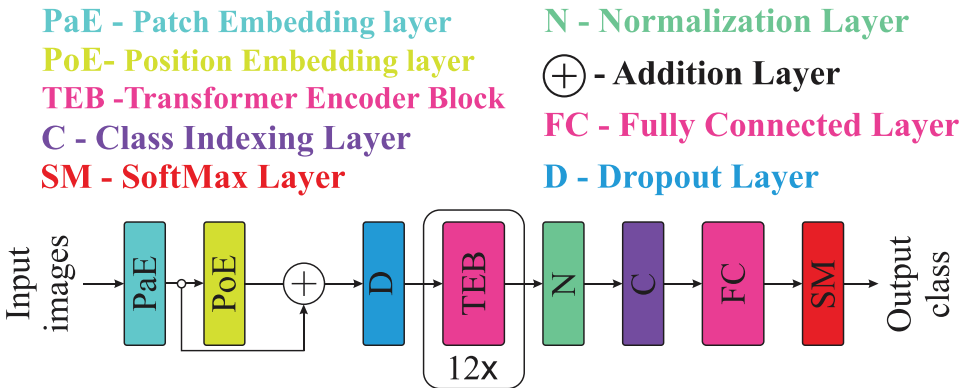 PaE - Patch Embedding layer
PoE- Position Embedding layer
TEB -Transformer Encoder Block
C - Class Indexing Layer
SM - SoftMax Layer
N - Normalization Layer
+ - Addition Layer
FC - Fully Connected Layer
D - Dropout Layer
Input
images
PaE
PoE
+
D
TEB
12x
N
C
FC
SM
Output
class